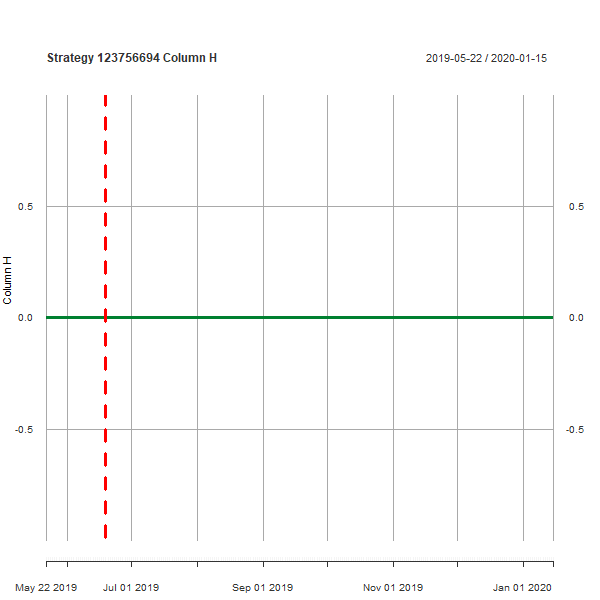 Strategy 123756694 Column H
2019-05-22 / 2020-01-15
0.5
0.5
Column H
0.0
0.0
-0.5
-0.5
May 22 2019
Jul 01 2019
Sep 01 2019
Nov 01 2019
Jan 01 2020